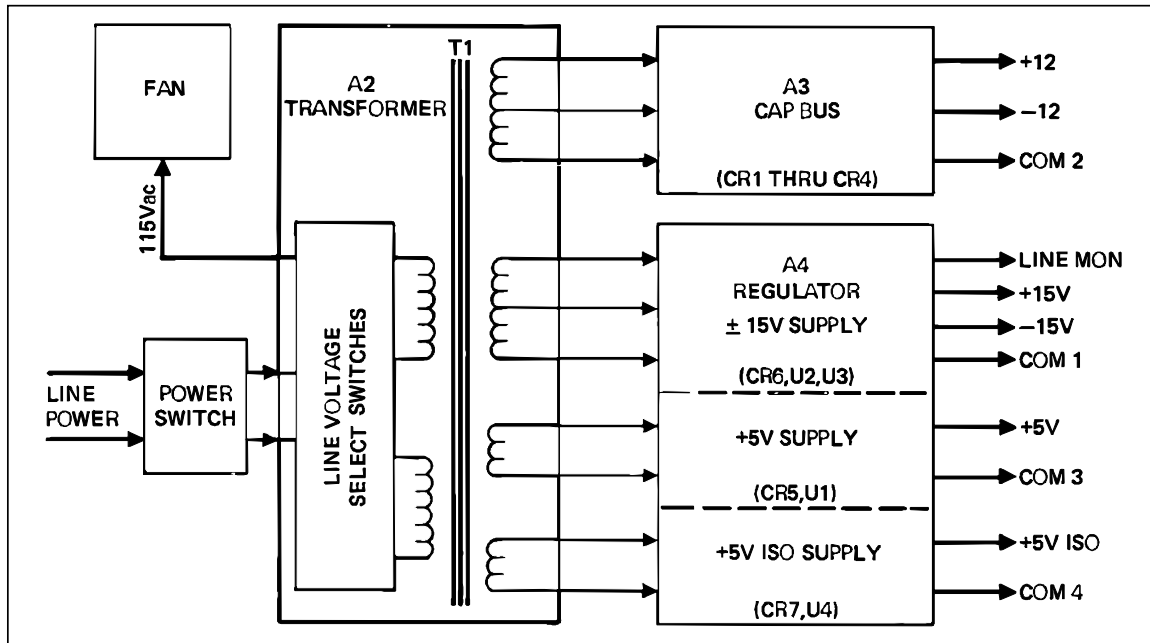 FAN
115Vac
LINE
POWER
POWER
SWITCH
A2
TRANSFORMER
T1
LINE VOLTAGE
SELECT SWITCHES
A3
CAP BUS
(CR1 THRU CR4)
+12
−12
COM 2
A4
REGULATOR
± 15V SUPPLY
(CR6,U2,U3)
LINE MON
+15V
−15V
COM 1
+5V SUPPLY
(CR5,U1)
+5V
COM 3
+5V ISO SUPPLY
(CR7,U4)
+5V ISO
COM 4